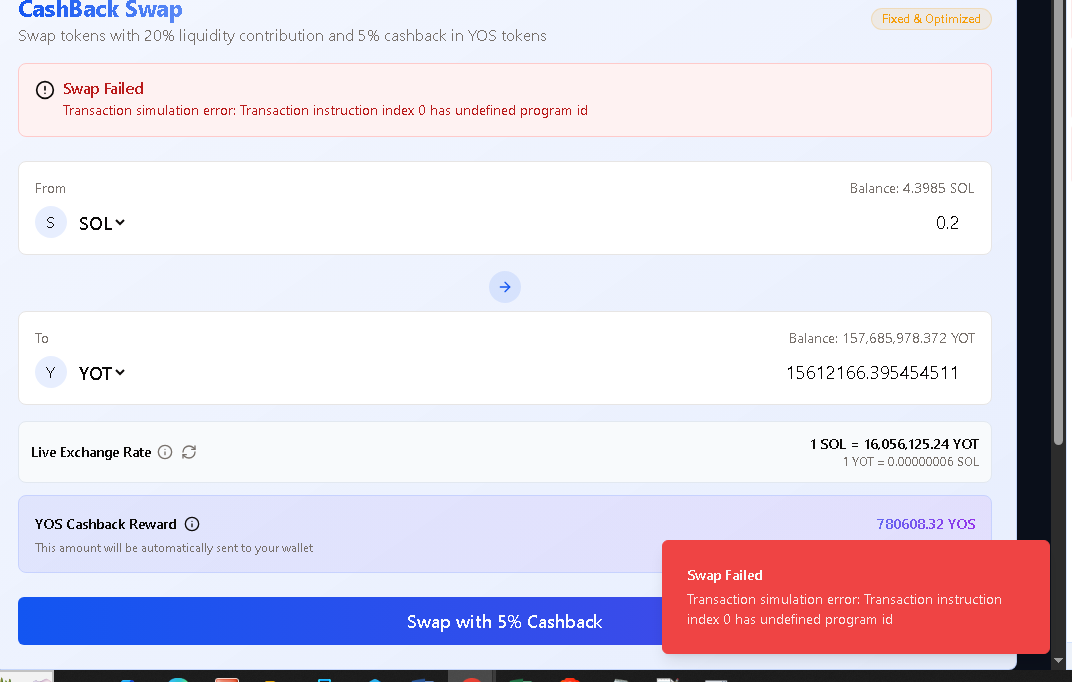 CashBack Swap
Fixed & Optimized
Swap tokens with 20% liquidity contribution and 5% cashback in YOS tokens
Swap Failed
Transaction simulation error: Transaction instruction index 0 has undefined program id
From
Balance: 4.3985 SOL
S
SOL
0.2
To
Balance: 157,685,978.372 YOT
Y
YOT
15612166.395454511
Live Exchange Rate
1 SOL = 16,056,125.24 YOT
1 YOT = 0.00000006 SOL
YOS Cashback Reward
780608.32 YOS
This amount will be automatically sent to your wallet
Swap with 5% Cashback
Swap Failed
Transaction simulation error: Transaction instruction
index 0 has undefined program id